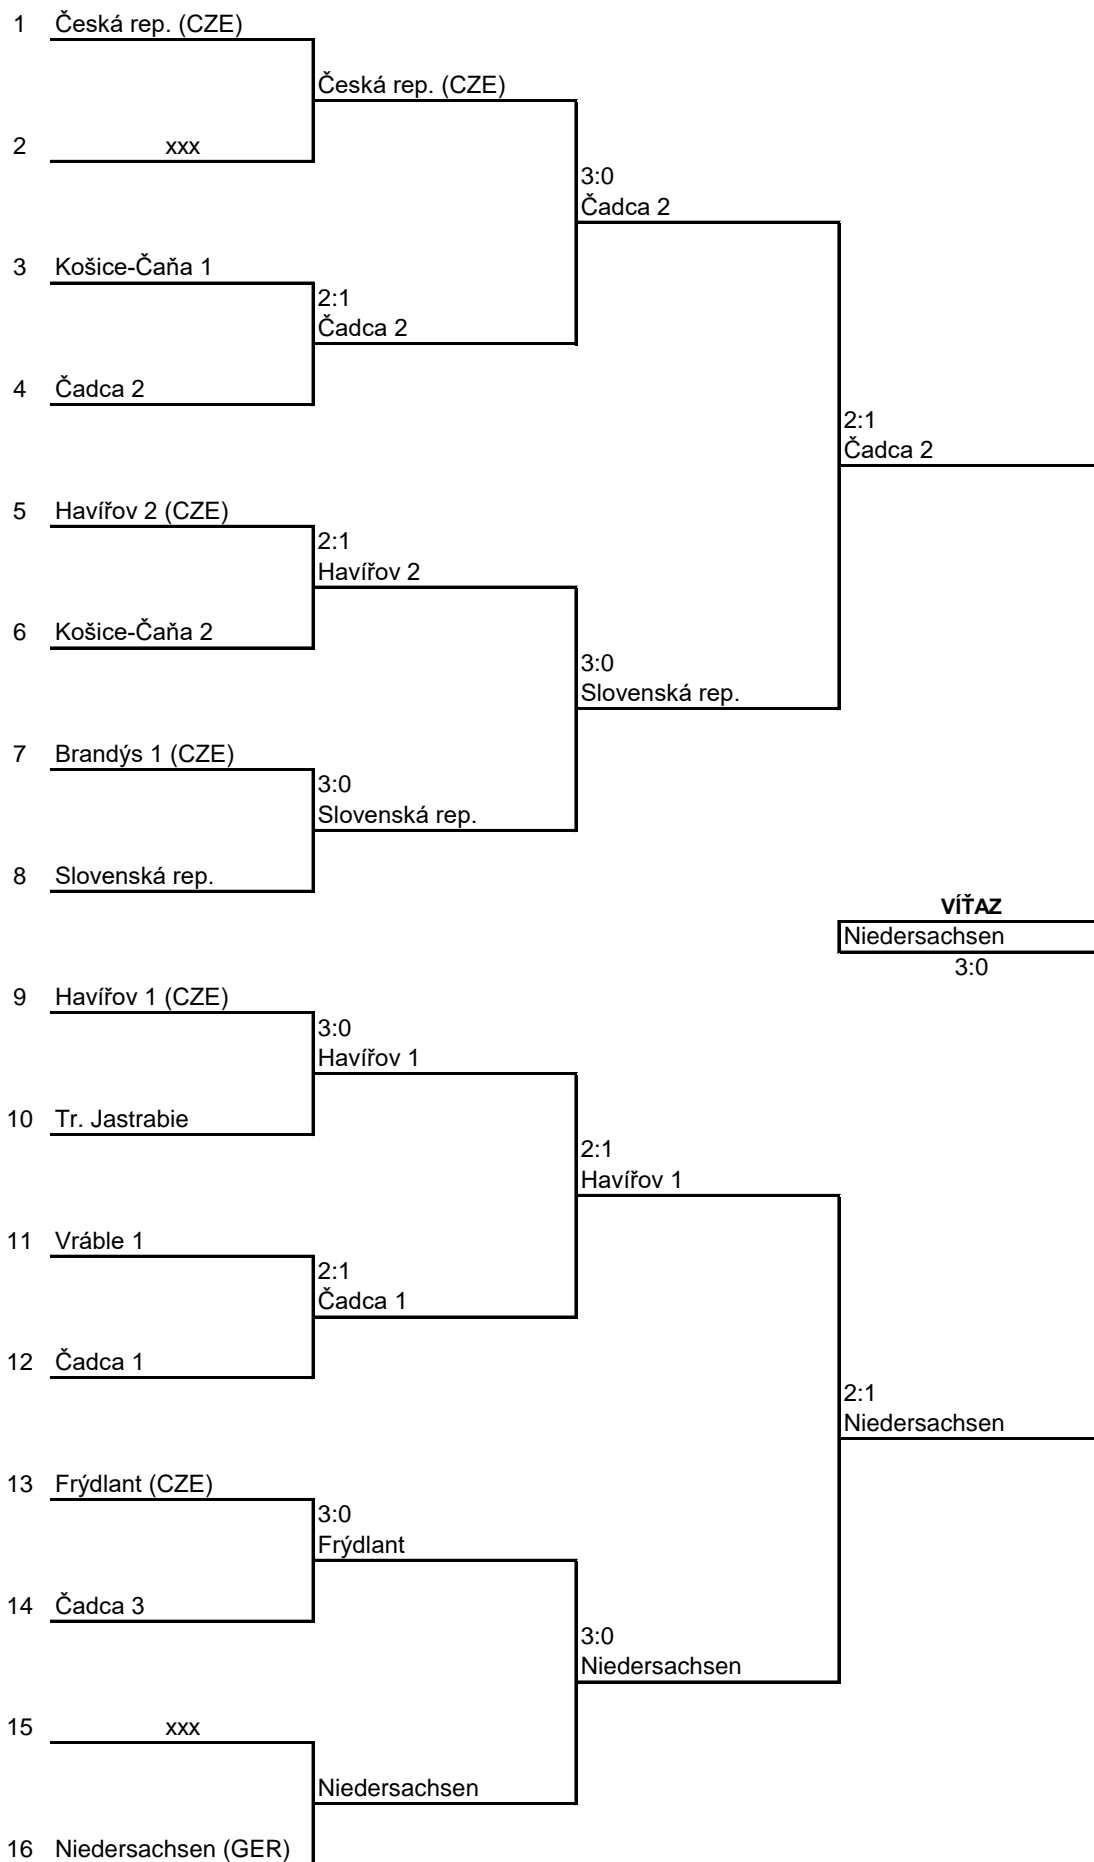 1 Česká rep. (CZE)
Česká rep. (CZE)
2 xxx
3:0
Čadca 2
3 Košice-Čaňa 1
2:1
Čadca 2
4 Čadca 2
2:1
Čadca 2
5 Havířov 2 (CZE)
2:1
Havířov 2
6 Košice-Čaňa 2
3:0
Slovenská rep.
7 Brandýs 1 (CZE)
3:0
Slovenská rep.
8 Slovenská rep.
VÍŤAZ
Niedersachsen
3:0
9 Havířov 1 (CZE)
3:0
Havířov 1
10 Tr. Jastrabie
2:1
Havířov 1
11 Vráble 1
2:1
Čadca 1
12 Čadca 1
2:1
Niedersachsen
13 Frýdlant (CZE)
3:0
Frýdlant
14 Čadca 3
3:0
Niedersachsen
15 xxx
Niedersachsen
16 Niedersachsen (GER)